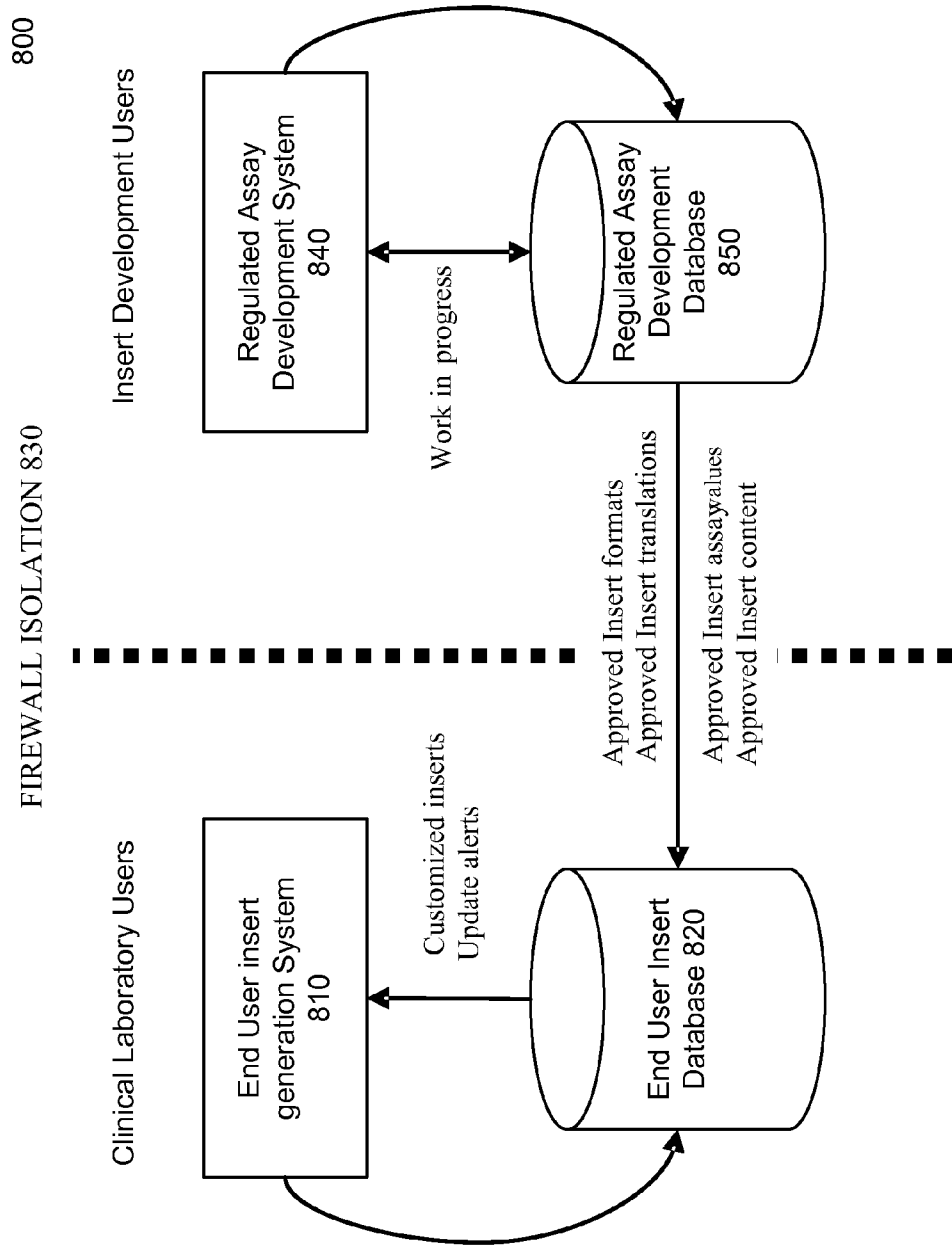 800
FIREWALL ISOLATION 830
Clinical Laboratory Users
Insert Development Users
End User insert
generation System
810
Regulated Assay
Development System
840
Customized inserts
Update alerts
Work in progress
Approved Insert formats
Approved Insert translations
Approved Insert assayvalues
Approved Insert content
End User Insert
Database 820
Regulated Assay
Development
Database
850